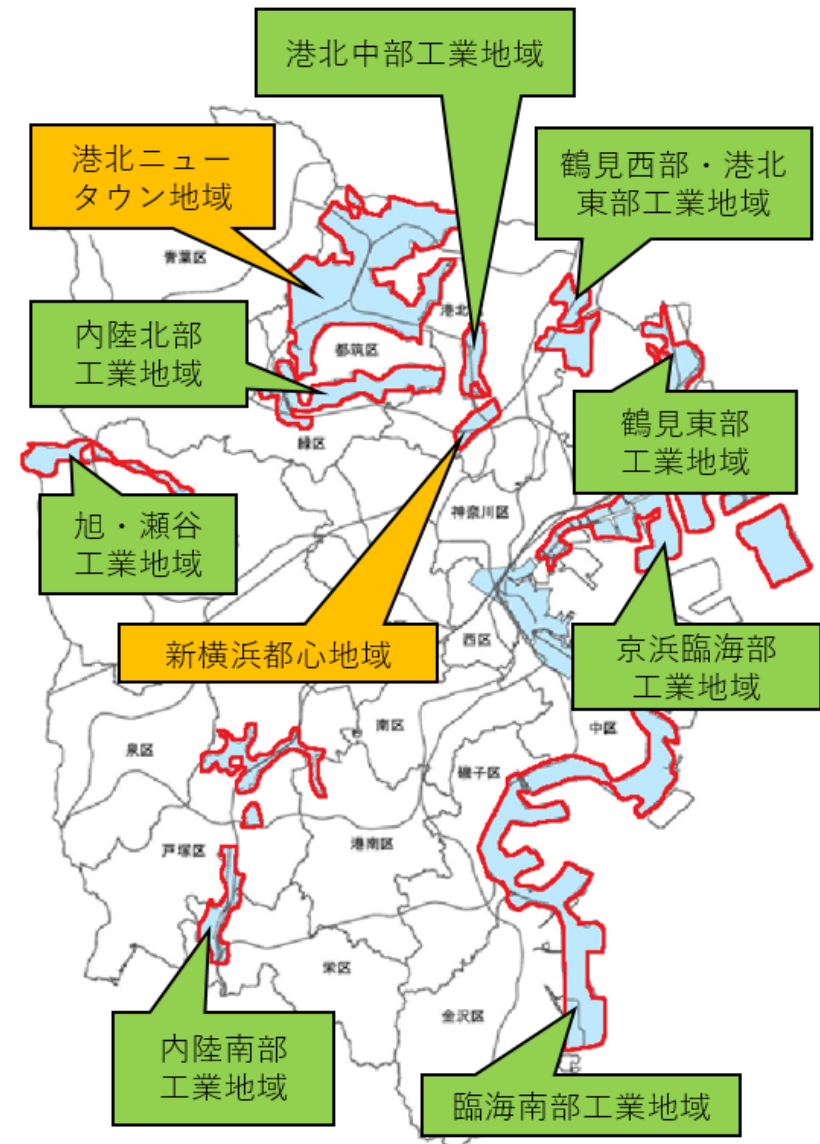 港北中部工業地域
港北ニュー
タウン地域
鶴見西部・港北
東部工業地域
青葉区
港北
内陸北部
工業地域
都筑区
鶴見東部
工業地域
緑区
旭・瀬谷
工業地域
神奈川区
新横浜都心地域
西区
京浜臨海部
工業地域
南区
中区
泉区
磯子区
戸塚区
港南区
栄区
金沢区
内陸南部
工業地域
臨海南部工業地域